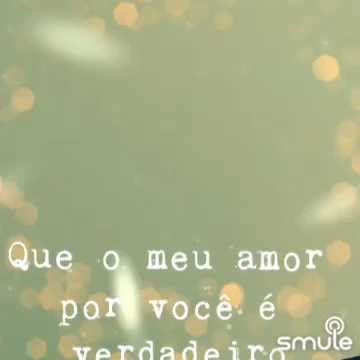 Que o meu amor
por você é
verdadeiro
smule